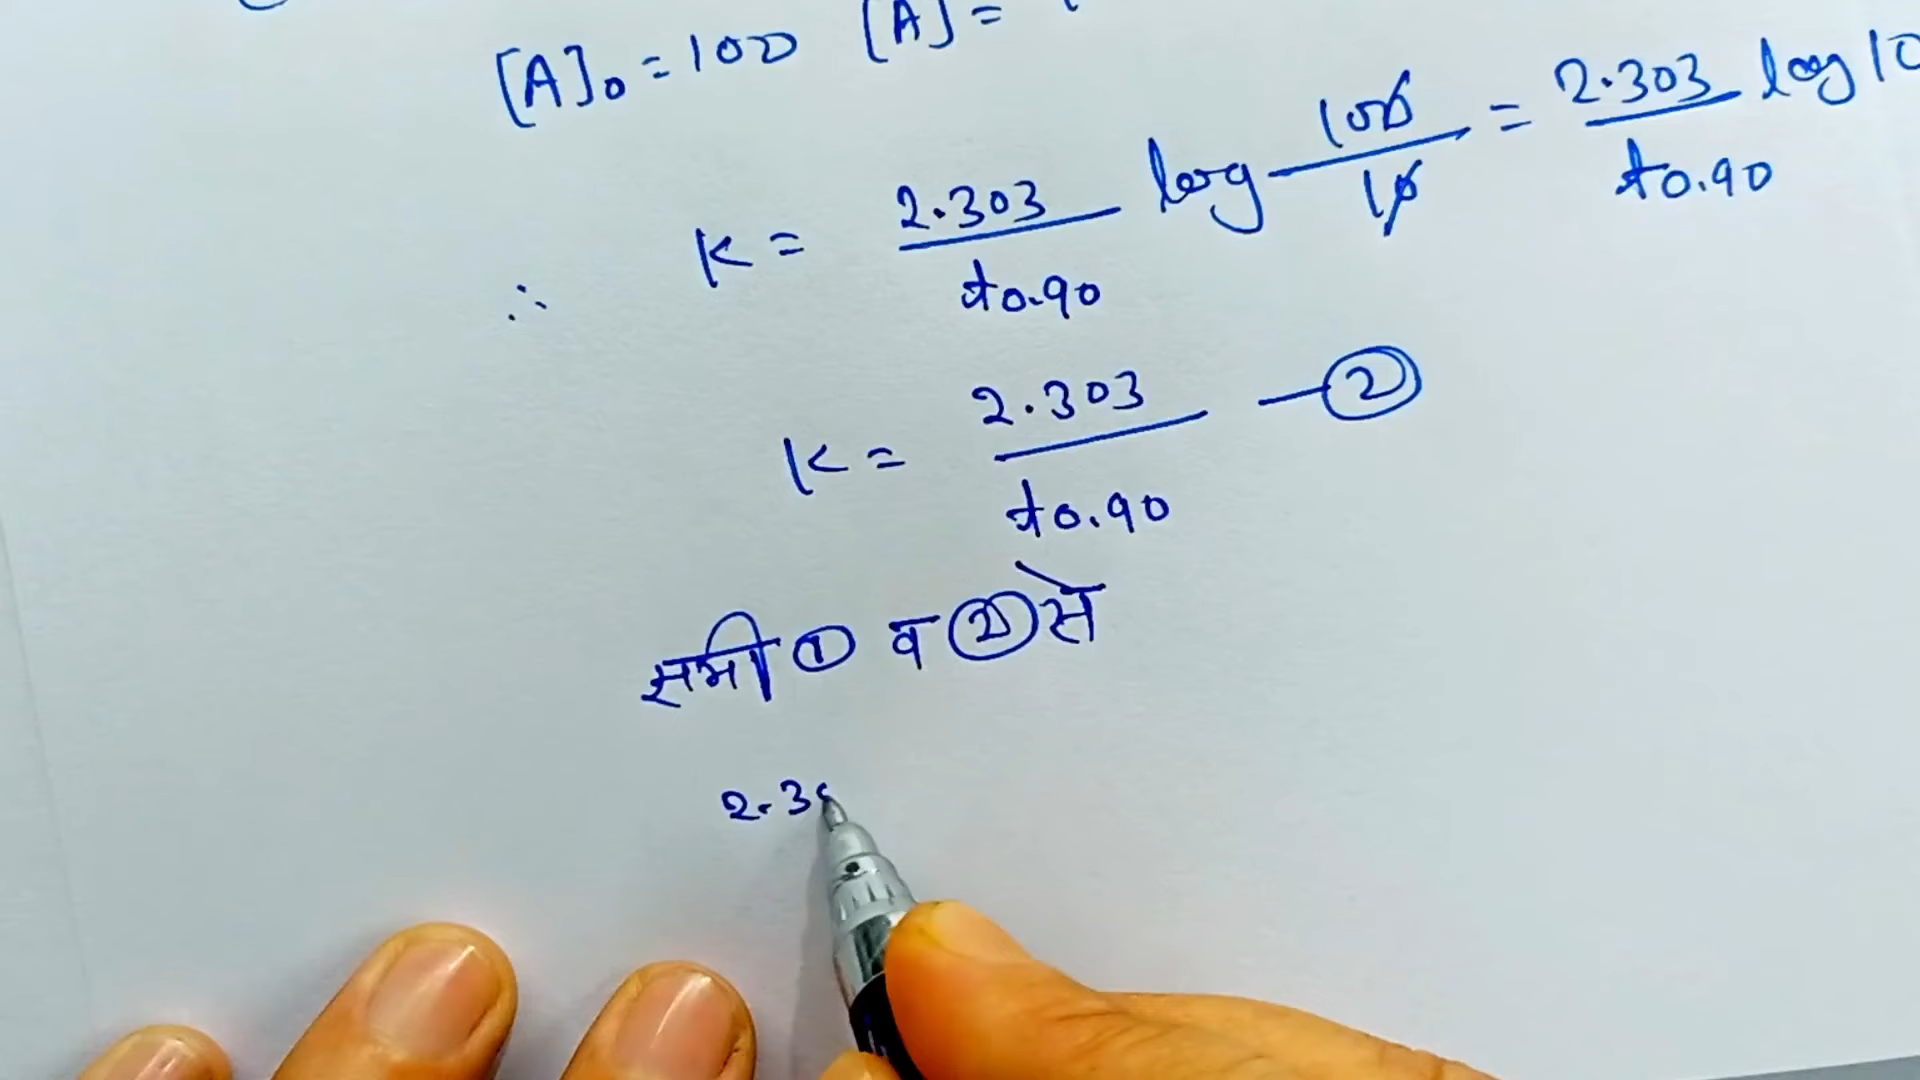 [A]₀ = 100 [A] =
∴ K = 2.303/t0.90 log 100/10 = 2.303/t0.90 log 10
K = 2.303/t0.90 —②
समी ① व ② से
2.30